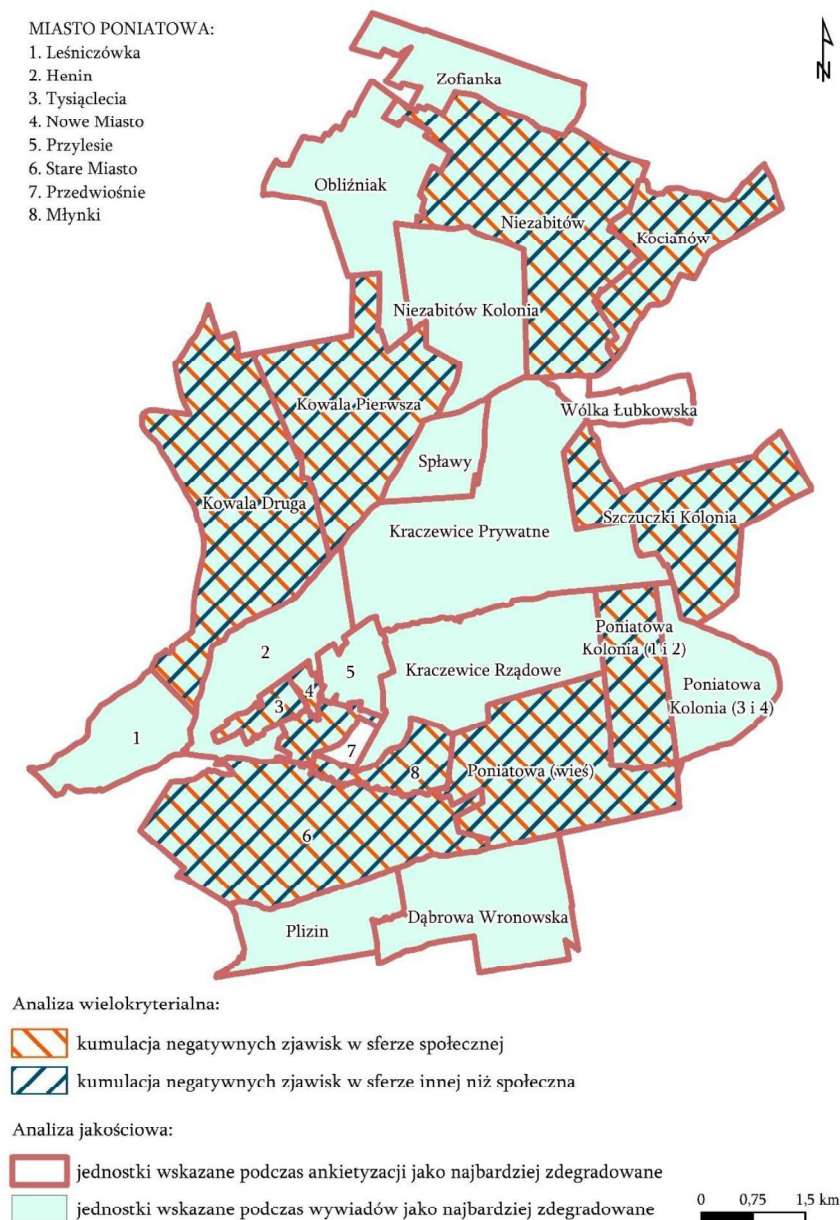 MIASTO PONIATOWA:
1. Leśniczówka
2. Henin
3. Tysiąclecia
4. Nowe Miasto
5. Przylesie
6. Stare Miasto
7. Przedwiośnie
8. Młynki
N
Zofianka
Obliźniak
Niezabitów
Kocianów
Niezabitów Kolonia
Kowala Pierwsza
Wólka Łubkowska
Spławy
Kowala Druga
Szczuczki Kolonia
Kraczewice Prywatne
Poniatowa
Kolonia (1 i 2)
2
5
Kraczewice Rządowe
4
3
Poniatowa
Kolonia (3 i 4)
1
7
8
Poniatowa (wieś)
6
Plizin
Dąbrowa Wronowska
Analiza wielokryterialna:
kumulacja negatywnych zjawisk w sferze społecznej
kumulacja negatywnych zjawisk w sferze innej niż społeczna
Analiza jakościowa:
jednostki wskazane podczas ankietyzacji jako najbardziej zdegradowane
jednostki wskazane podczas wywiadów jako najbardziej zdegradowane
0 0,75 1,5 km